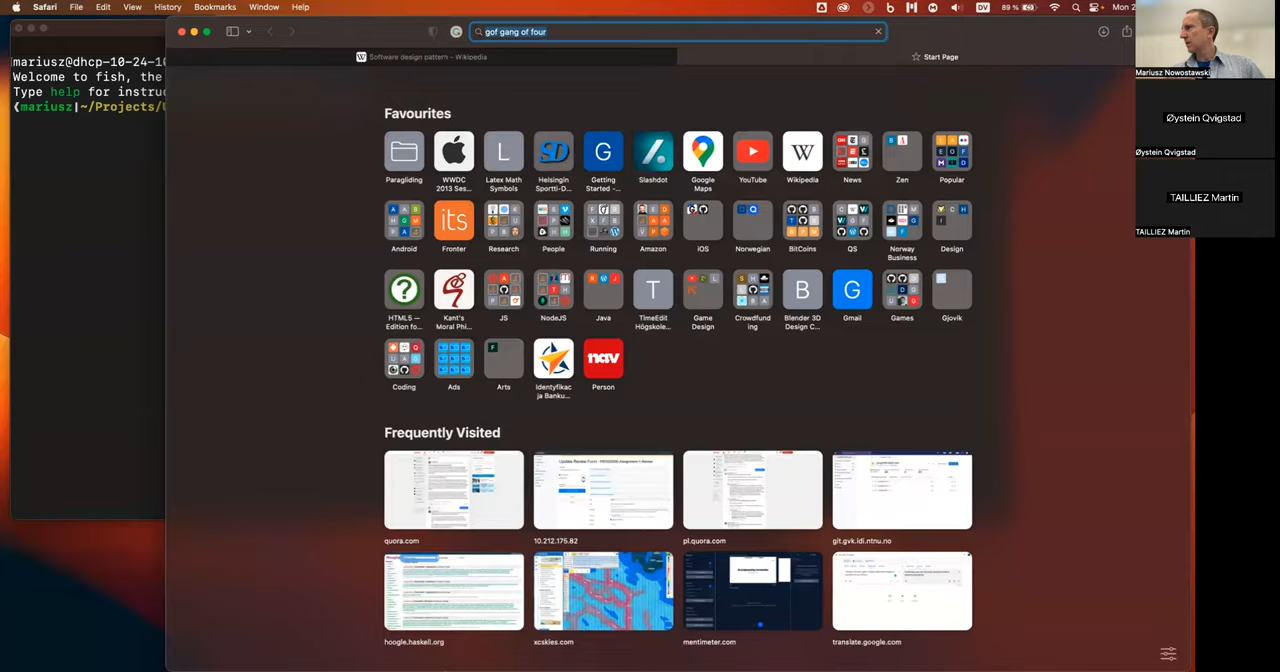 Safari File Edit View History Bookmarks Window Help
DV 89 % Mon 2
gof gang of four
mariusz@dhcp-10-24-10
Welcome to fish, the
Type help for instruc
(mariusz|~/Projects/
Software design pattern – Wikipedia
Start Page
Favourites
Paragliding
WWDC 2013 Ses...
Latex Math Symbols
Helsingin Sportti-D...
Getting Started -...
Slashdot
Google Maps
YouTube
Wikipedia
News
Zen
Popular
Android
Fronter
Research
People
Running
Amazon
iOS
Norwegian
BitCoins
QS
Norway Business
Design
HTML5 — Edition fo...
Kant's Moral Phi...
JS
NodeJS
Java
TimeEdit Högskole...
Game Design
Crowdfunding
Blender 3D Design C...
Gmail
Games
Gjovik
Coding
Ads
Arts
Identyfikacja Banku...
Person
Frequently Visited
quora.com
10.212.175.82
pl.quora.com
git.gvk.idi.ntnu.no
hoogle.haskell.org
xcskies.com
mentimeter.com
translate.google.com
Mariusz Nowostawski
Øystein Qvigstad
Øystein Qvigstad
TAILLIEZ Martin
TAILLIEZ Martin